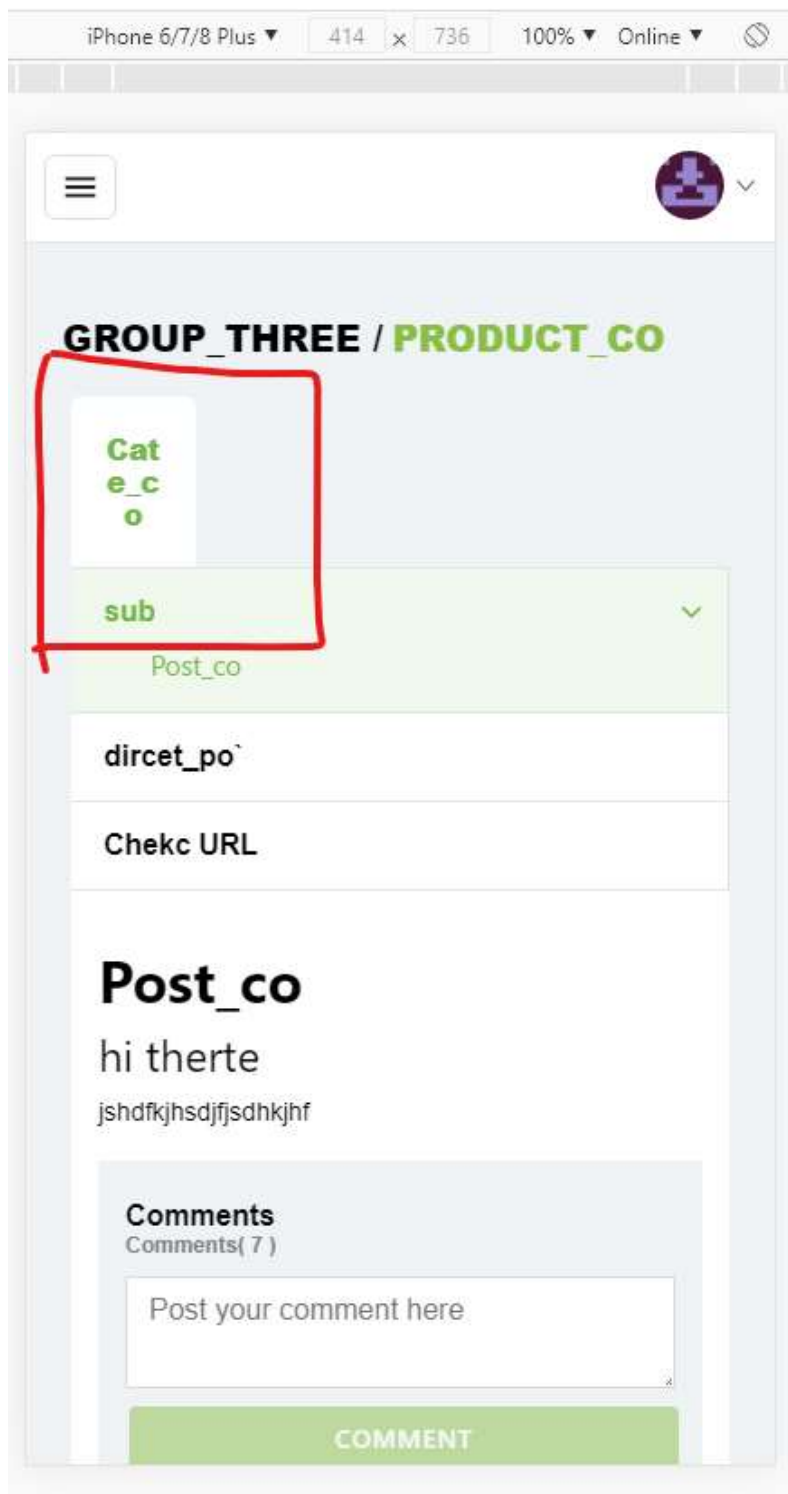 iPhone 6/7/8 Plus ▼ 414 x 736 100% ▼ Online ▼
GROUP_THREE / PRODUCT_CO
Cat
e_c
o
sub
Post_co
dircet_po`
Chekc URL
Post_co
hi therte
jshdfkjhsdjfjsdhkjhf
Comments
Comments( 7 )
Post your comment here
COMMENT